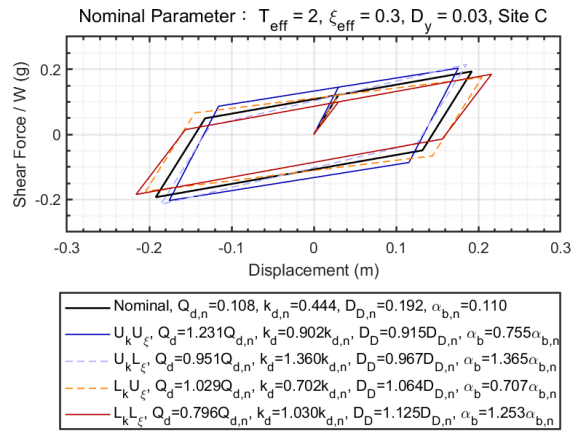 Nominal Parameter : T_eff = 2, ξ_eff = 0.3, D_y = 0.03, Site C
Shear Force / W (g)
0.2
0
-0.2
-0.3 -0.2 -0.1 0 0.1 0.2 0.3
Displacement (m)
Nominal, Q_d,n=0.108, k_d,n=0.444, D_D,n=0.192, α_b,n=0.110
U_kU_ξ, Q_d=1.231Q_d,n, k_d=0.902k_d,n, D_D=0.915D_D,n, α_b=0.755α_b,n
U_kL_ξ, Q_d=0.951Q_d,n, k_d=1.360k_d,n, D_D=0.967D_D,n, α_b=1.365α_b,n
L_kU_ξ, Q_d=1.029Q_d,n, k_d=0.702k_d,n, D_D=1.064D_D,n, α_b=0.707α_b,n
L_kL_ξ, Q_d=0.796Q_d,n, k_d=1.030k_d,n, D_D=1.125D_D,n, α_b=1.253α_b,n